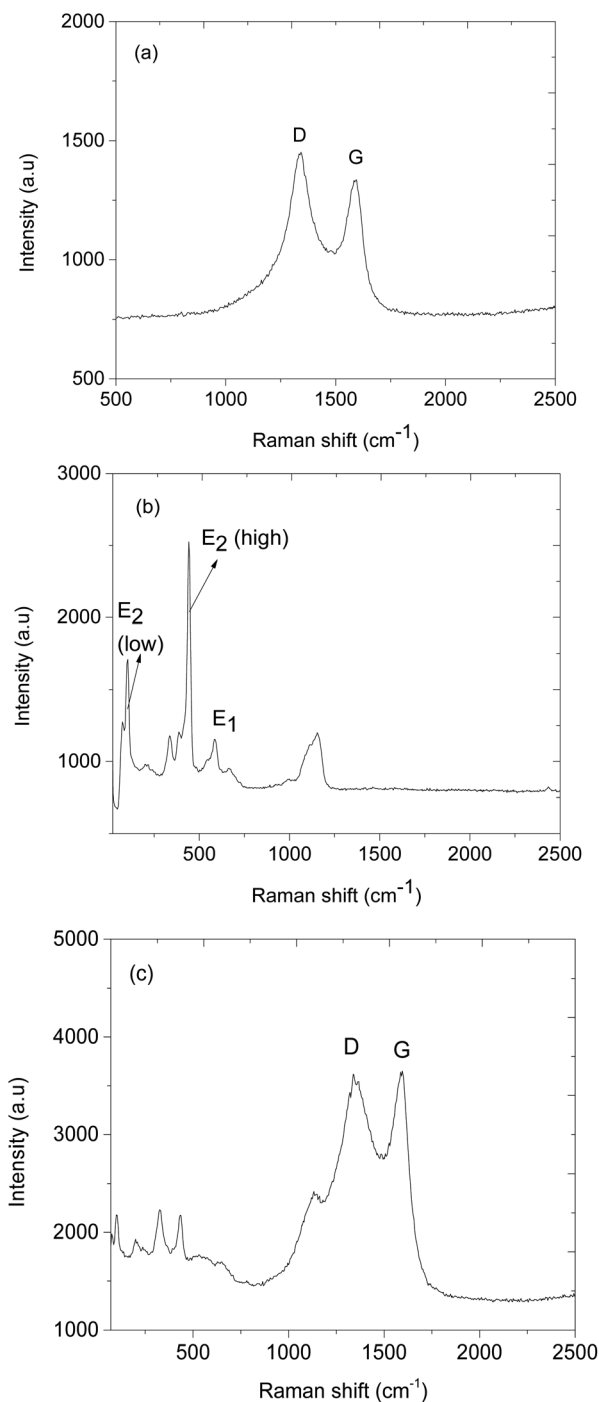 2000
(a)
1500
D
G
Intensity (a.u)
1000
500
500 1000 1500 2000 2500
Raman shift (cm⁻¹)
3000
(b)
E₂ (high)
2000
E₂
(low)
Intensity (a.u)
E₁
1000
500 1000 1500 2000 2500
Raman shift (cm⁻¹)
5000
(c)
4000
D G
Intensity (a.u)
3000
2000
1000
500 1000 1500 2000 2500
Raman shift (cm⁻¹)